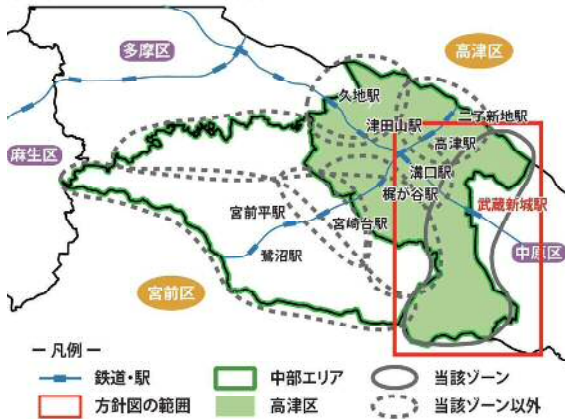 多摩区
高津区
久地駅
二子新地駅
津田山駅
高津駅
麻生区
溝口駅
梶が谷駅
武蔵新城駅
宮前平駅
宮崎台駅
鷺沼駅
中原区
宮前区
― 凡例 ―
鉄道・駅
中部エリア
当該ゾーン
方針図の範囲
高津区
当該ゾーン以外